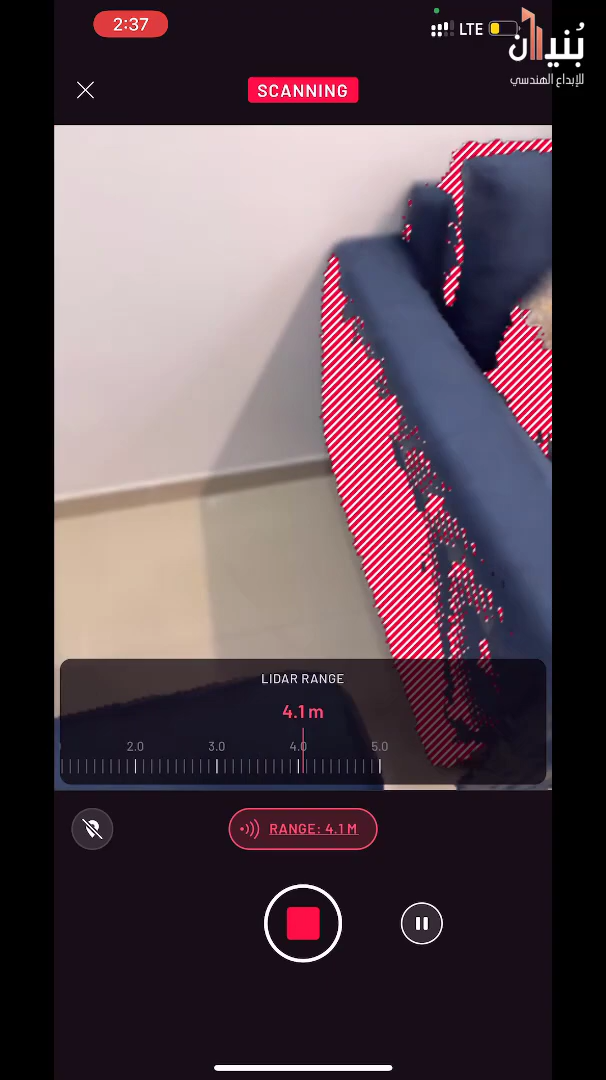 2:37
LTE
بُنيان
للإبداع الهندسي
SCANNING
LIDAR RANGE
4.1 m
2.0 3.0 4.0 5.0
RANGE: 4.1 M